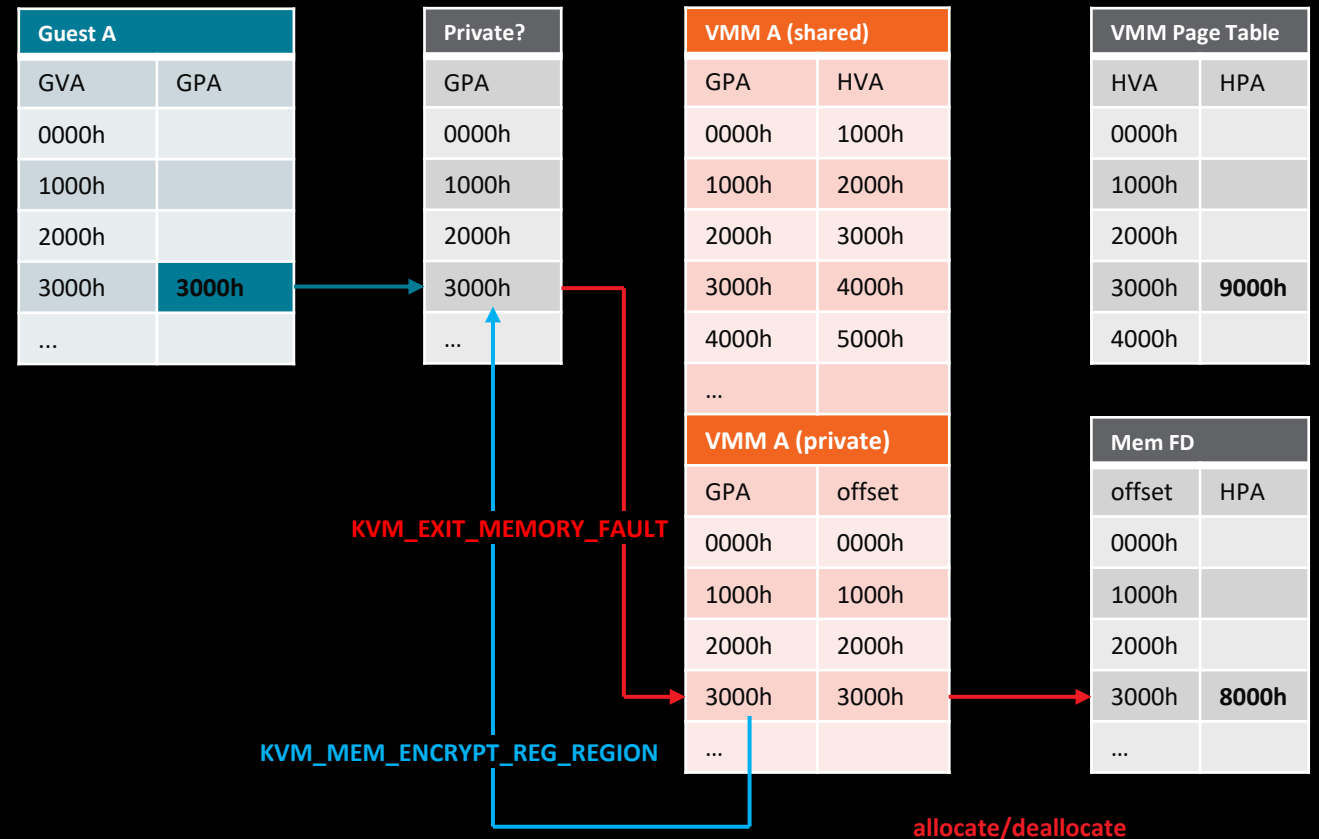 Guest A
GVA GPA
0000h
1000h
2000h
3000h 3000h
...
Private?
GPA
0000h
1000h
2000h
3000h
...
VMM A (shared)
GPA HVA
0000h 1000h
1000h 2000h
2000h 3000h
3000h 4000h
4000h 5000h
...
VMM A (private)
GPA offset
0000h 0000h
1000h 1000h
2000h 2000h
3000h 3000h
...
VMM Page Table
HVA HPA
0000h
1000h
2000h
3000h 9000h
4000h
Mem FD
offset HPA
0000h
1000h
2000h
3000h 8000h
...
KVM_EXIT_MEMORY_FAULT
KVM_MEM_ENCRYPT_REG_REGION
allocate/deallocate